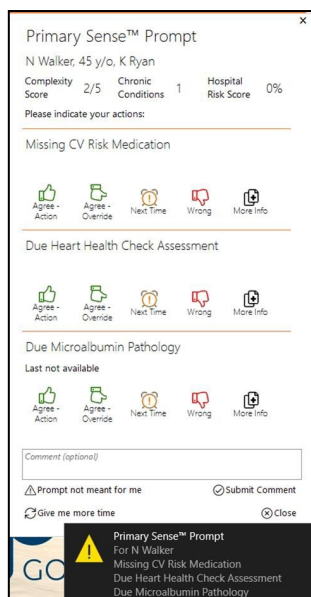 ×
Primary Sense™ Prompt
N Walker, 45 y/o, K Ryan
Complexity Score 2/5 Chronic Conditions 1 Hospital Risk Score 0%
Please indicate your actions:
Missing CV Risk Medication
Agree - Action Agree - Override Next Time Wrong More Info
Due Heart Health Check Assessment
Agree - Action Agree - Override Next Time Wrong More Info
Due Microalbumin Pathology
Last not available
Agree - Action Agree - Override Next Time Wrong More Info
Comment (optional)
Prompt not meant for me Submit Comment
Give me more time Close
GO
Primary Sense™ Prompt
For N Walker
Missing CV Risk Medication
Due Heart Health Check Assessment
Due Microalbumin Pathology